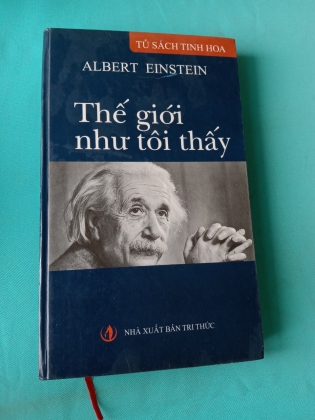 TỦ SÁCH TINH HOA
ALBERT EINSTEIN
Thế giới
như tôi thấy
NHÀ XUẤT BẢN TRI THỨC